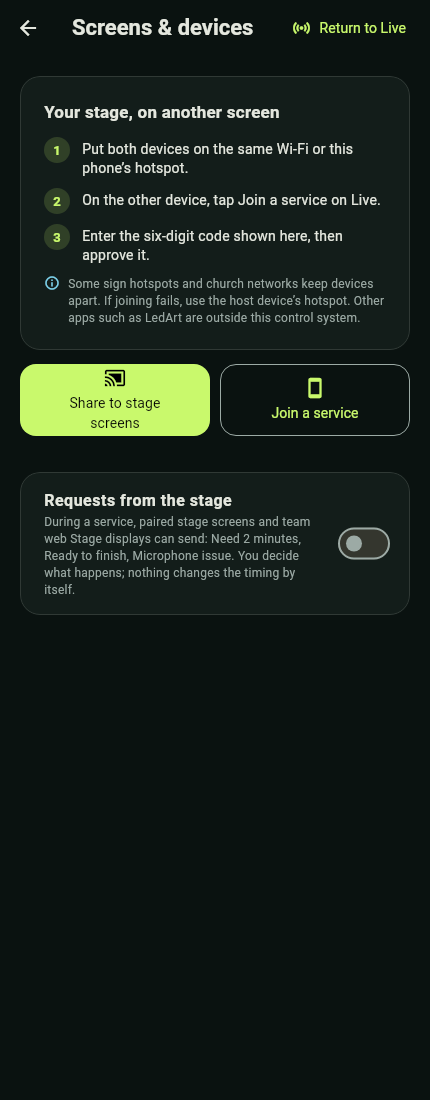 Screens & devices
Return to Live
Your stage, on another screen
1
Put both devices on the same Wi-Fi or this
phone's hotspot.
2
On the other device, tap Join a service on Live.
3
Enter the six-digit code shown here, then
approve it.
Some sign hotspots and church networks keep devices
apart. If joining fails, use the host device's hotspot. Other
apps such as LedArt are outside this control system.
Share to stage
screens
Join a service
Requests from the stage
During a service, paired stage screens and team
web Stage displays can send: Need 2 minutes,
Ready to finish, Microphone issue. You decide
what happens; nothing changes the timing by
itself.